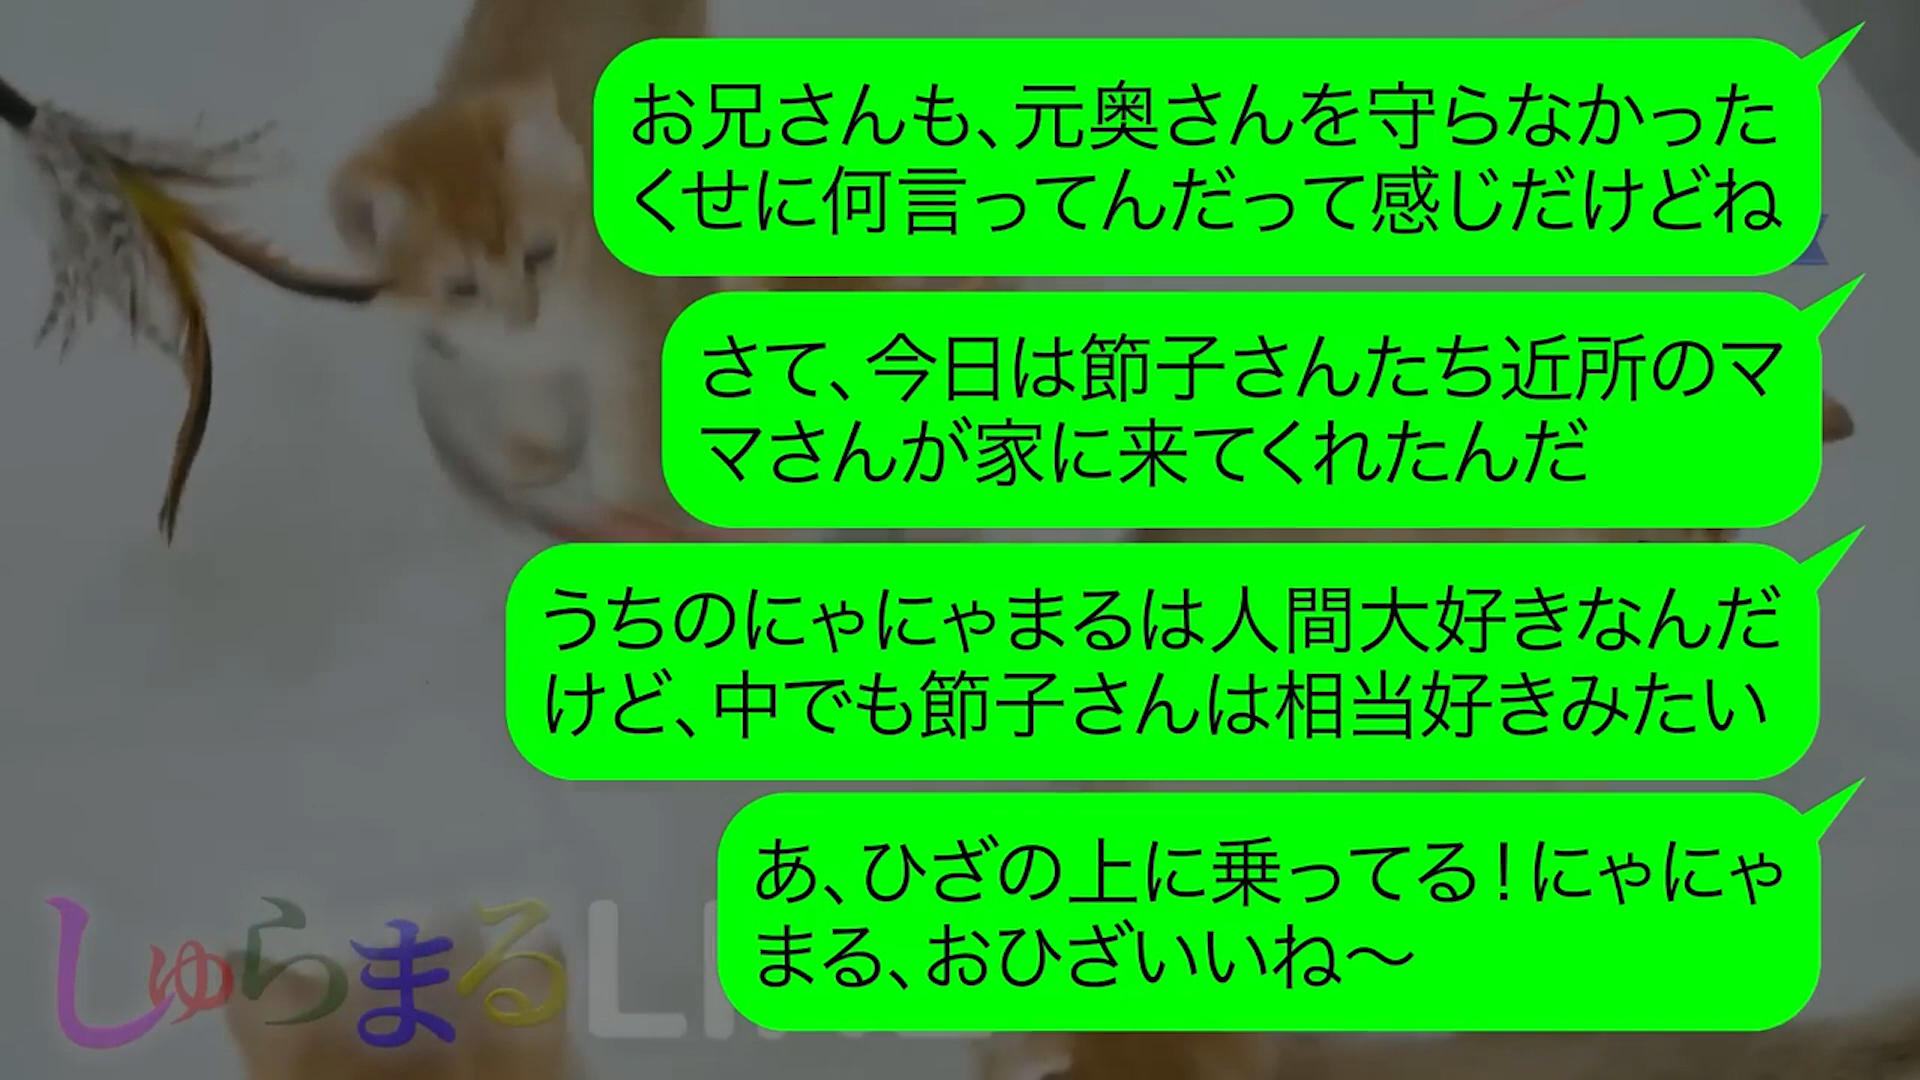 お兄さんも、元奥さんを守らなかった
くせに何言ってんだって感じだけどね
さて、今日は節子さんたち近所のマ
マさんが家に来てくれたんだ
うちのにゃにゃまるは人間大好きなんだ
けど、中でも節子さんは相当好きみたい
あ、ひざの上に乗ってる！にゃにゃ
まる、おひざいいね〜
しゅらまるLINE